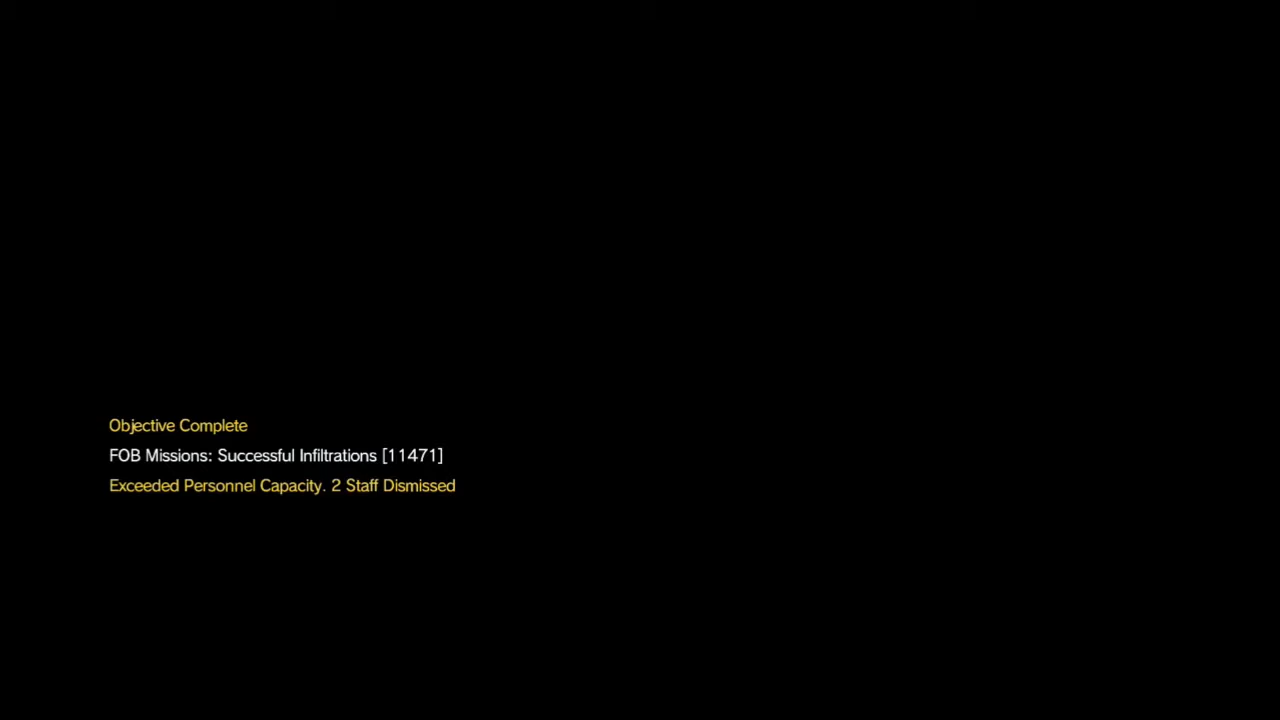 Objective Complete
FOB Missions: Successful Infiltrations [11471]
Exceeded Personnel Capacity. 2 Staff Dismissed